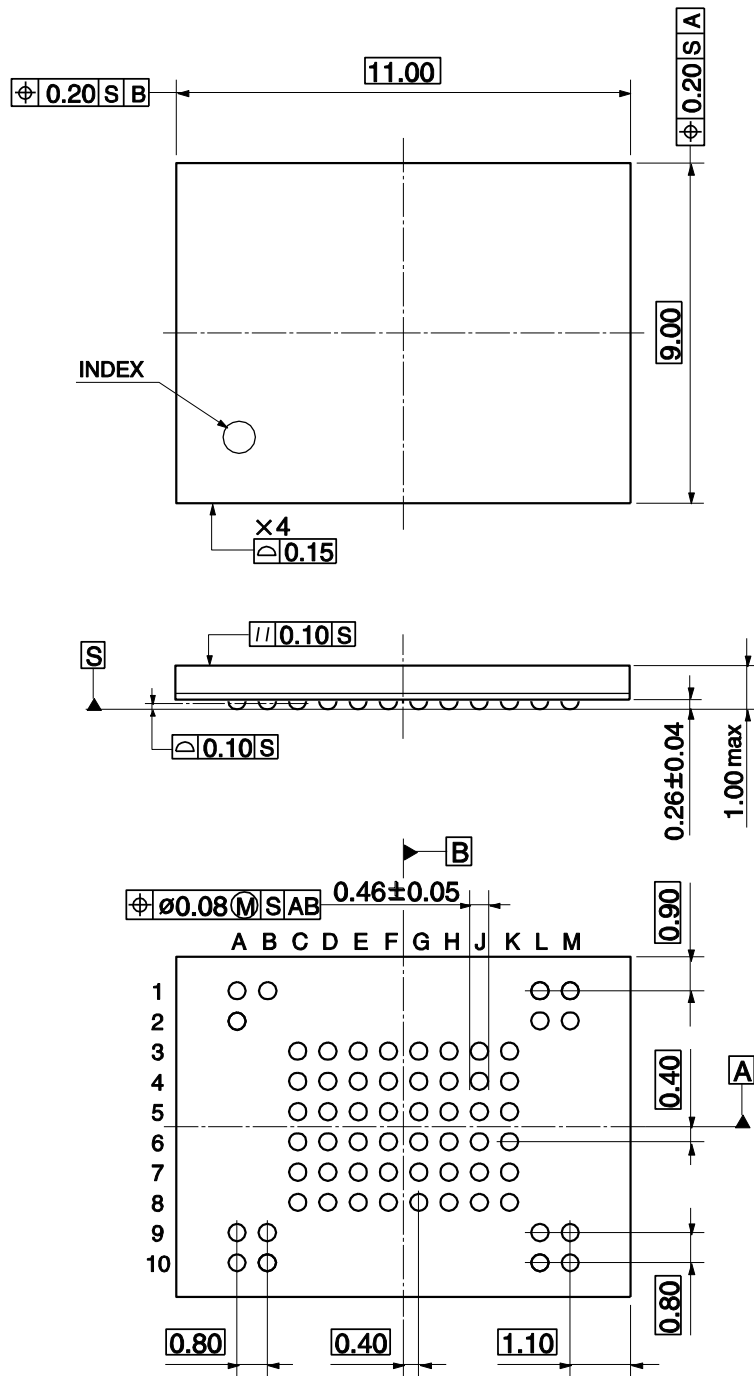 11.00
⌖ 0.20 S B
⌖ 0.20 S A
9.00
INDEX
×4
⌓ 0.15
// 0.10 S
S
⌓ 0.10 S
0.26±0.04
1.00 max
B
⌖ ø0.08 Ⓜ S AB
0.46±0.05
0.90
A B C D E F G H J K L M
1
2
3
4
5
6
7
8
9
10
0.40
A
0.80
0.80
0.40
1.10